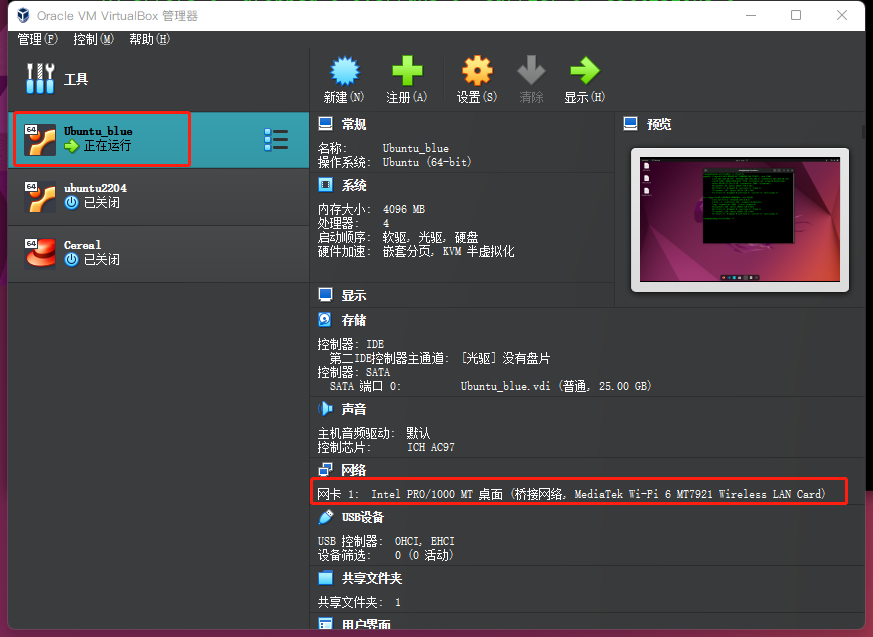 Oracle VM VirtualBox 管理器
管理(F) 控制(M) 帮助(H)
工具
新建(N) 注册(A) 设置(S) 清除 显示(H)
64 Ubuntu_blue
正在运行
64 ubuntu2204
已关闭
64 Cereal
已关闭
常规
名称: Ubuntu_blue
操作系统: Ubuntu (64-bit)
系统
内存大小: 4096 MB
处理器: 4
启动顺序: 软驱, 光驱, 硬盘
硬件加速: 嵌套分页, KVM 半虚拟化
预览
显示
存储
控制器: IDE
第二IDE控制器主通道: [光驱] 没有盘片
控制器: SATA
SATA 端口 0: Ubuntu_blue.vdi (普通, 25.00 GB)
声音
主机音频驱动: 默认
控制芯片: ICH AC97
网络
网卡 1: Intel PRO/1000 MT 桌面 (桥接网络, MediaTek Wi-Fi 6 MT7921 Wireless LAN Card)
USB设备
USB 控制器: OHCI, EHCI
设备筛选: 0 (0 活动)
共享文件夹
共享文件夹: 1
用户界面